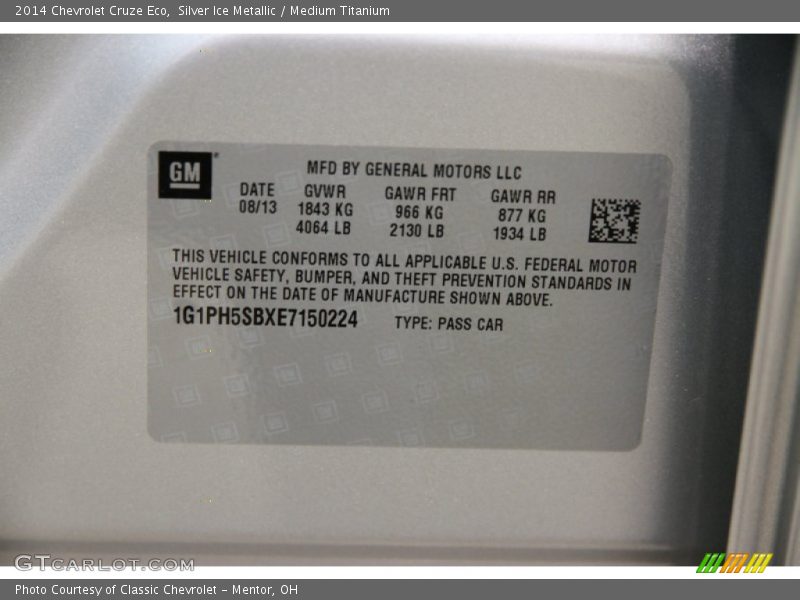 2014 Chevrolet Cruze Eco,  Silver Ice Metallic / Medium Titanium
GM
MFD BY GENERAL MOTORS LLC
DATE GVWR GAWR FRT GAWR RR
08/13 1843 KG 966 KG 877 KG
4064 LB 2130 LB 1934 LB
THIS VEHICLE CONFORMS TO ALL APPLICABLE U.S. FEDERAL MOTOR
VEHICLE SAFETY, BUMPER, AND THEFT PREVENTION STANDARDS IN
EFFECT ON THE DATE OF MANUFACTURE SHOWN ABOVE.
1G1PH5SBXE7150224 TYPE: PASS CAR
GTCARLOT.COM
Photo Courtesy of Classic Chevrolet - Mentor, OH